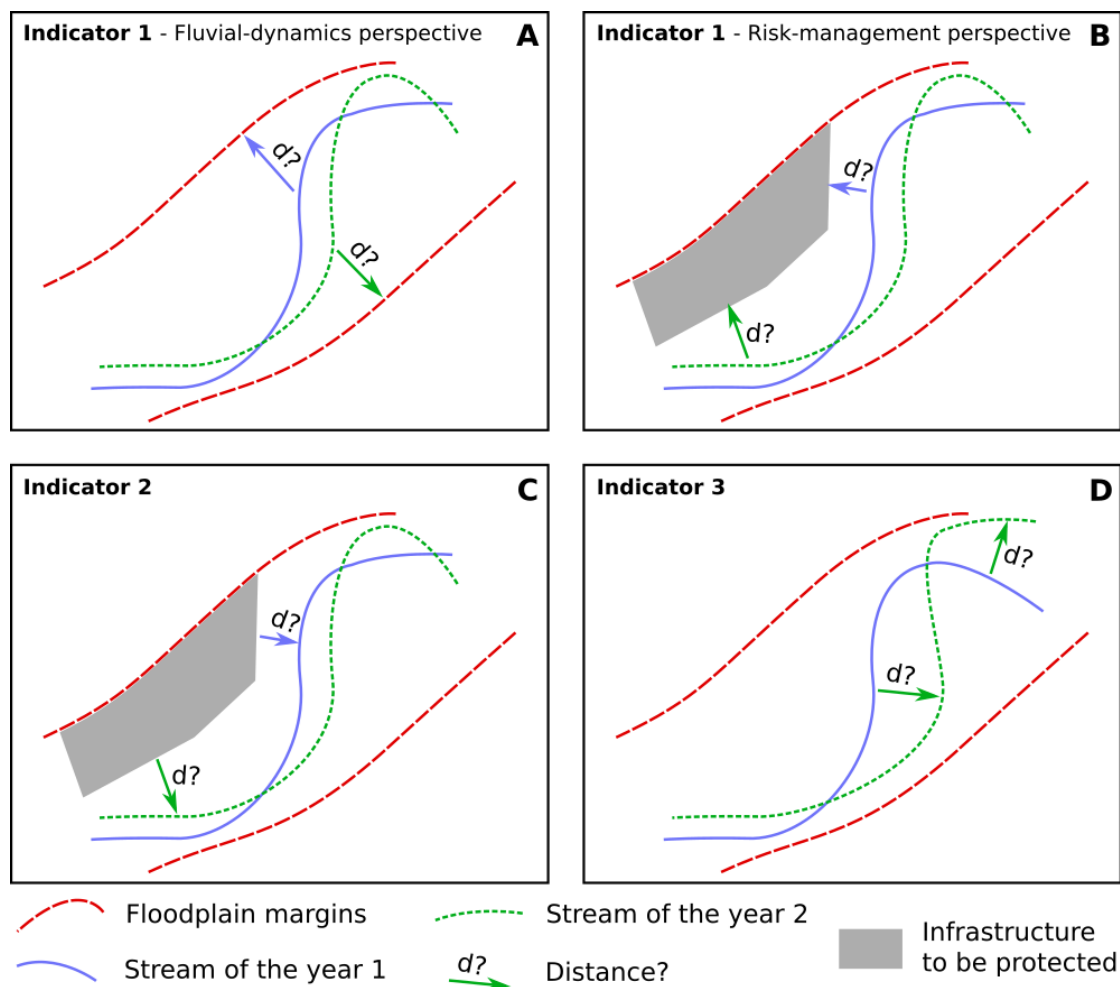 Indicator 1 - Fluvial-dynamics perspective A
d?
d?
Indicator 1 - Risk-management perspective B
d?
d?
Indicator 2 C
d?
d?
Indicator 3 D
d?
d?
Floodplain margins
Stream of the year 1
Stream of the year 2
d? Distance?
Infrastructure
to be protected